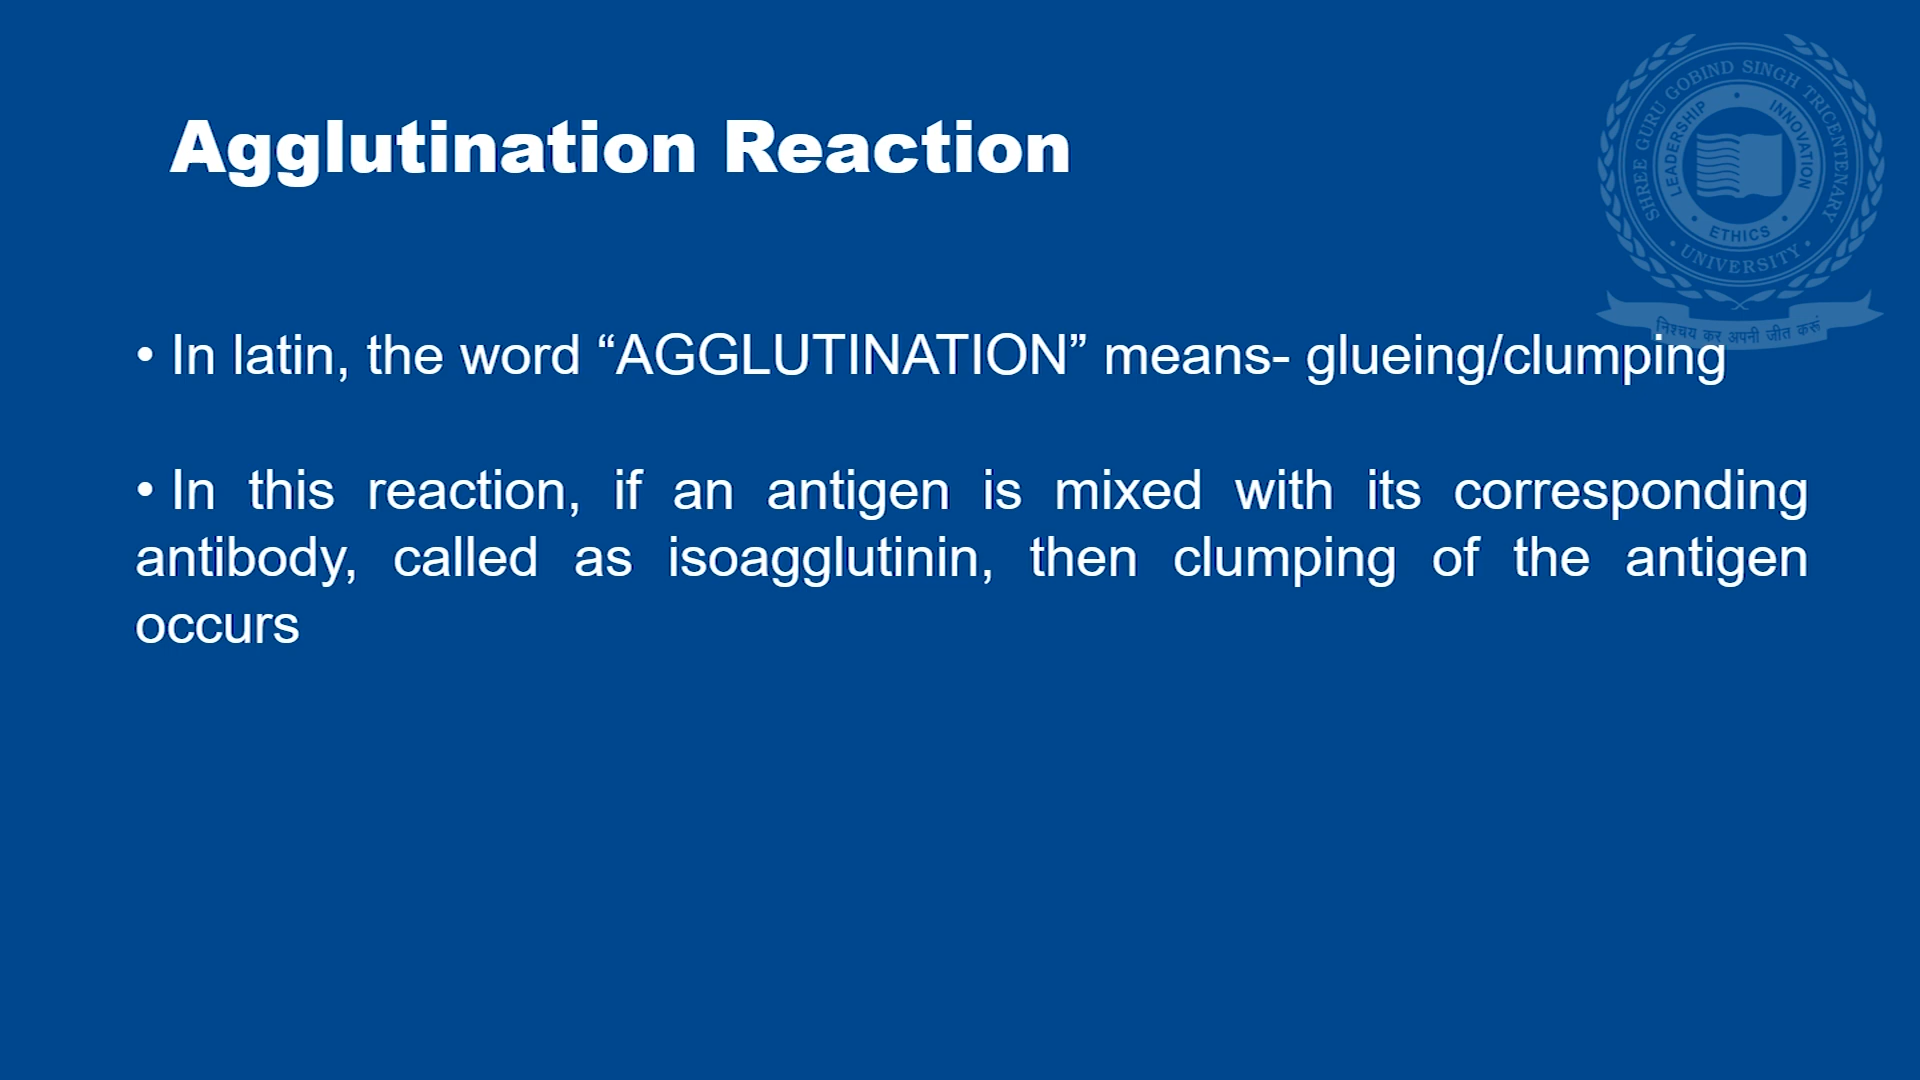 SHREE GURU GOBIND SINGH TRICENTENARY
UNIVERSITY
LEADERSHIP
INNOVATION
ETHICS
निश्चय कर अपनी जीत करूं
Agglutination Reaction
• In latin, the word “AGGLUTINATION” means- glueing/clumping
• In this reaction, if an antigen is mixed with its corresponding
antibody, called as isoagglutinin, then clumping of the antigen
occurs